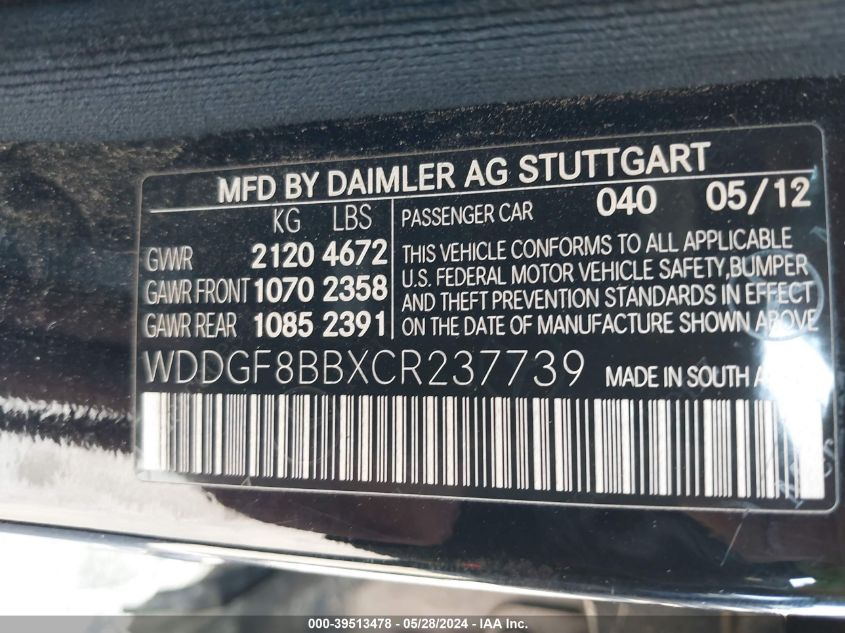 MFD BY DAIMLER AG STUTTGART
KG LBS
GVWR 2120 4672
GAWR FRONT 1070 2358
GAWR REAR 1085 2391
PASSENGER CAR 040 05/12
THIS VEHICLE CONFORMS TO ALL APPLICABLE
U.S. FEDERAL MOTOR VEHICLE SAFETY,BUMPER
AND THEFT PREVENTION STANDARDS IN EFFECT
ON THE DATE OF MANUFACTURE SHOWN ABOVE
WDDGF8BBXCR237739 MADE IN SOUTH
000-39513478 - 05/28/2024 - IAA Inc.